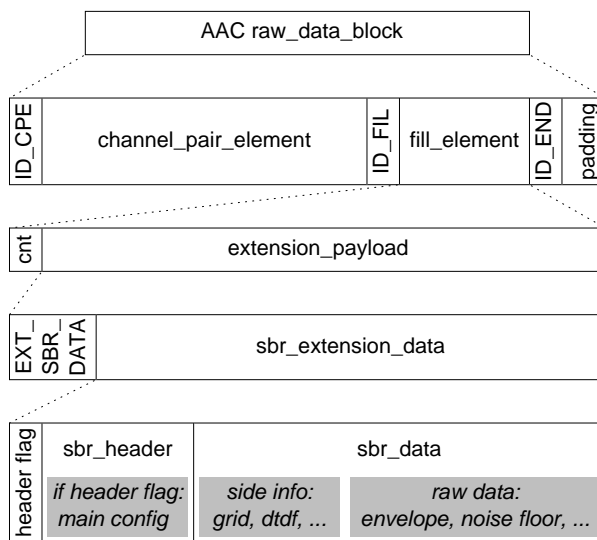 AAC raw_data_block
ID_CPE
channel_pair_element
ID_FIL
fill_element
ID_END
padding
cnt
extension_payload
EXT_
SBR_
DATA
sbr_extension_data
header flag
sbr_header
sbr_data
if header flag:
main config
side info:
grid, dtdf, ...
raw data:
envelope, noise floor, ...